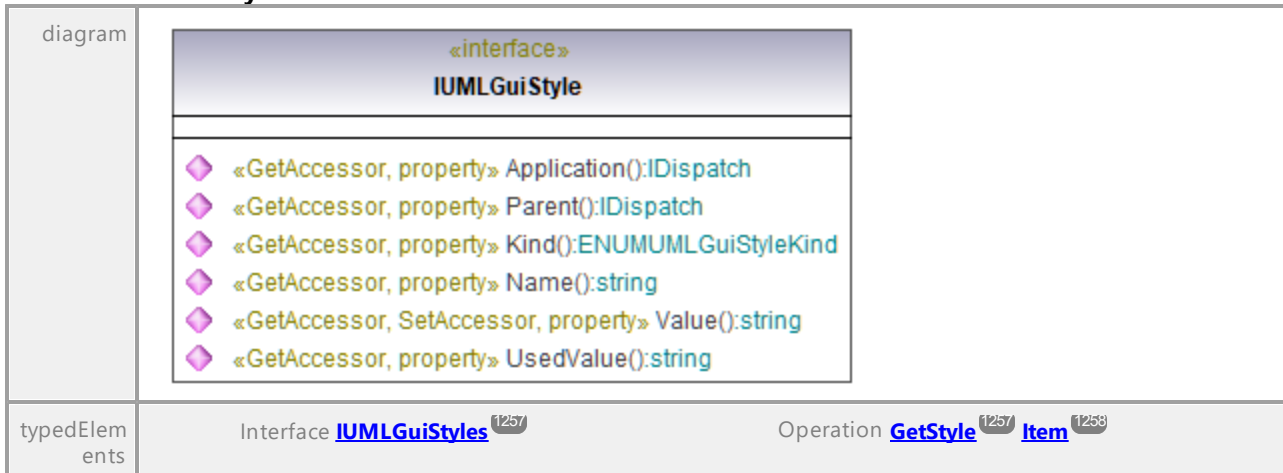 diagram
«interface»
IUMLGuiStyle
«GetAccessor, property» Application():IDispatch
«GetAccessor, property» Parent():IDispatch
«GetAccessor, property» Kind():ENUMUMLGuiStyleKind
«GetAccessor, property» Name():string
«GetAccessor, SetAccessor, property» Value():string
«GetAccessor, property» UsedValue():string
typedElem
ents
Interface IUMLGuiStyles 1257 Operation GetStyle 1257 Item 1258